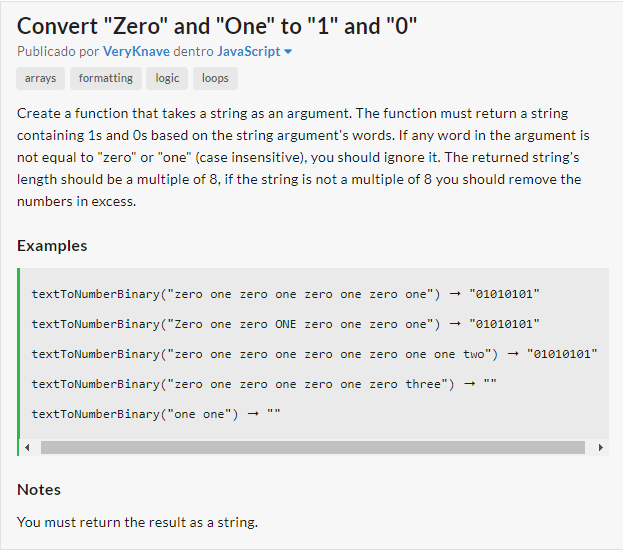 Convert "Zero" and "One" to "1" and "0"
Publicado por VeryKnave dentro JavaScript
arrays formatting logic loops
Create a function that takes a string as an argument. The function must return a string
containing 1s and 0s based on the string argument's words. If any word in the argument is
not equal to "zero" or "one" (case insensitive), you should ignore it. The returned string's
length should be a multiple of 8, if the string is not a multiple of 8 you should remove the
numbers in excess.
Examples
textToNumberBinary("zero one zero one zero one zero one") → "01010101"
textToNumberBinary("Zero one zero ONE zero one zero one") → "01010101"
textToNumberBinary("zero one zero one zero one zero one one two") → "01010101"
textToNumberBinary("zero one zero one zero one zero three") → ""
textToNumberBinary("one one") → ""
Notes
You must return the result as a string.